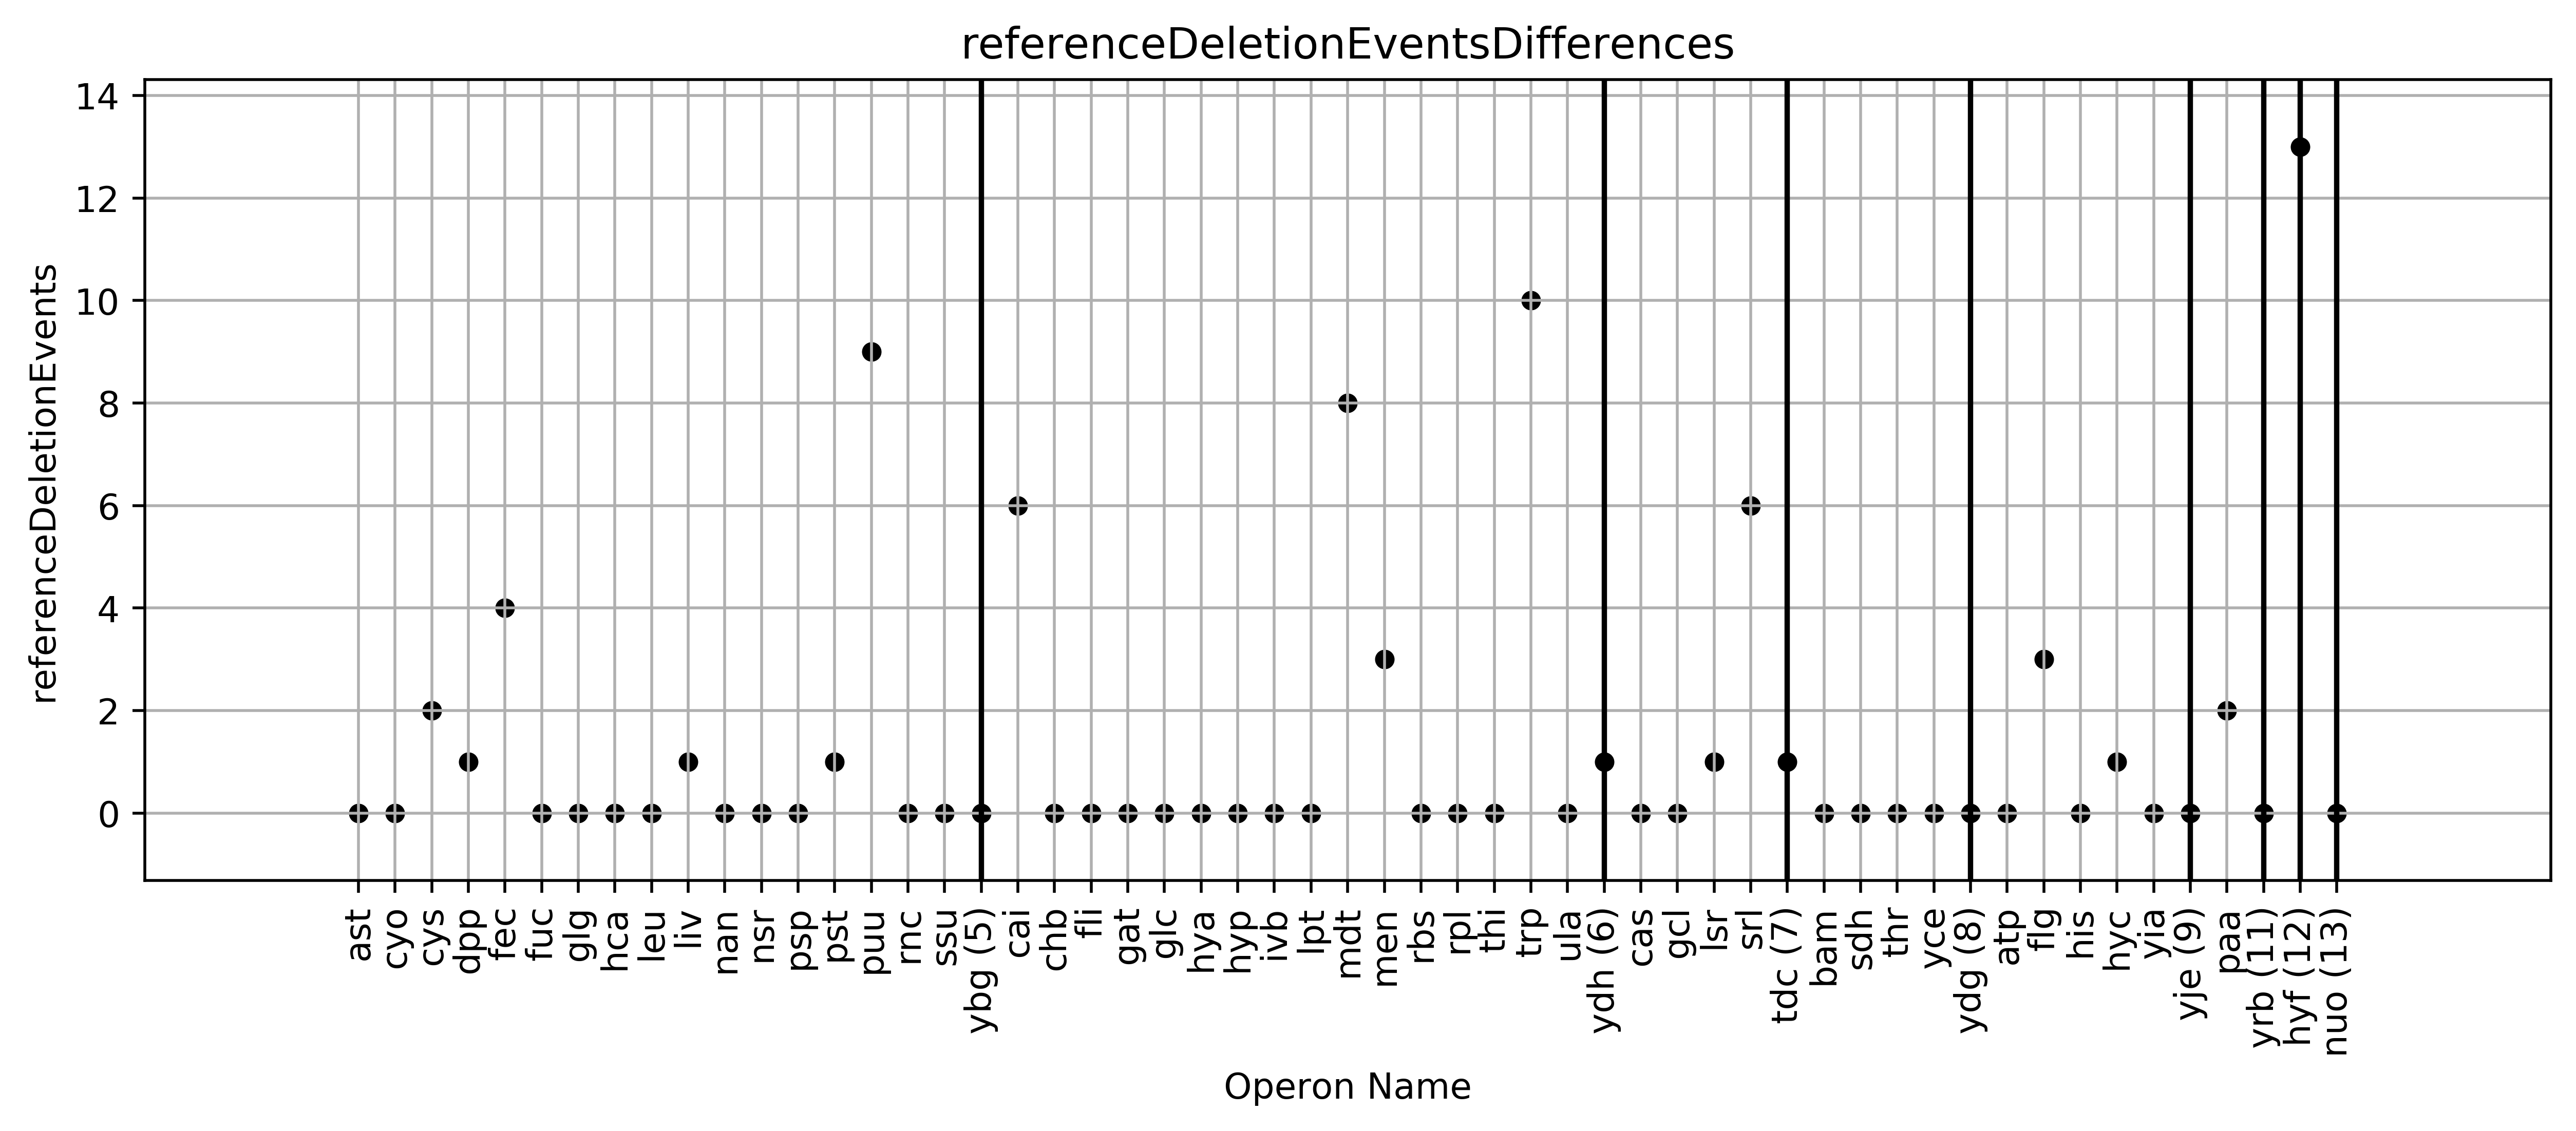 referenceDeletionEventsDifferences
referenceDeletionEvents
14
12
10
8
6
4
2
0
ast
cyo
cys
dpp
fec
fuc
glg
hca
leu
liv
nan
nsr
psp
pst
puu
rnc
ssu
ybg (5)
cai
chb
fli
gat
glc
hya
hyp
ivb
lpt
mdt
men
rbs
rpl
thi
trp
ula
ydh (6)
cas
gcl
lsr
srl
tdc (7)
bam
sdh
thr
yce
ydg (8)
atp
flg
his
hyc
yia
yje (9)
paa
yrb (11)
hyf (12)
nuo (13)
Operon Name